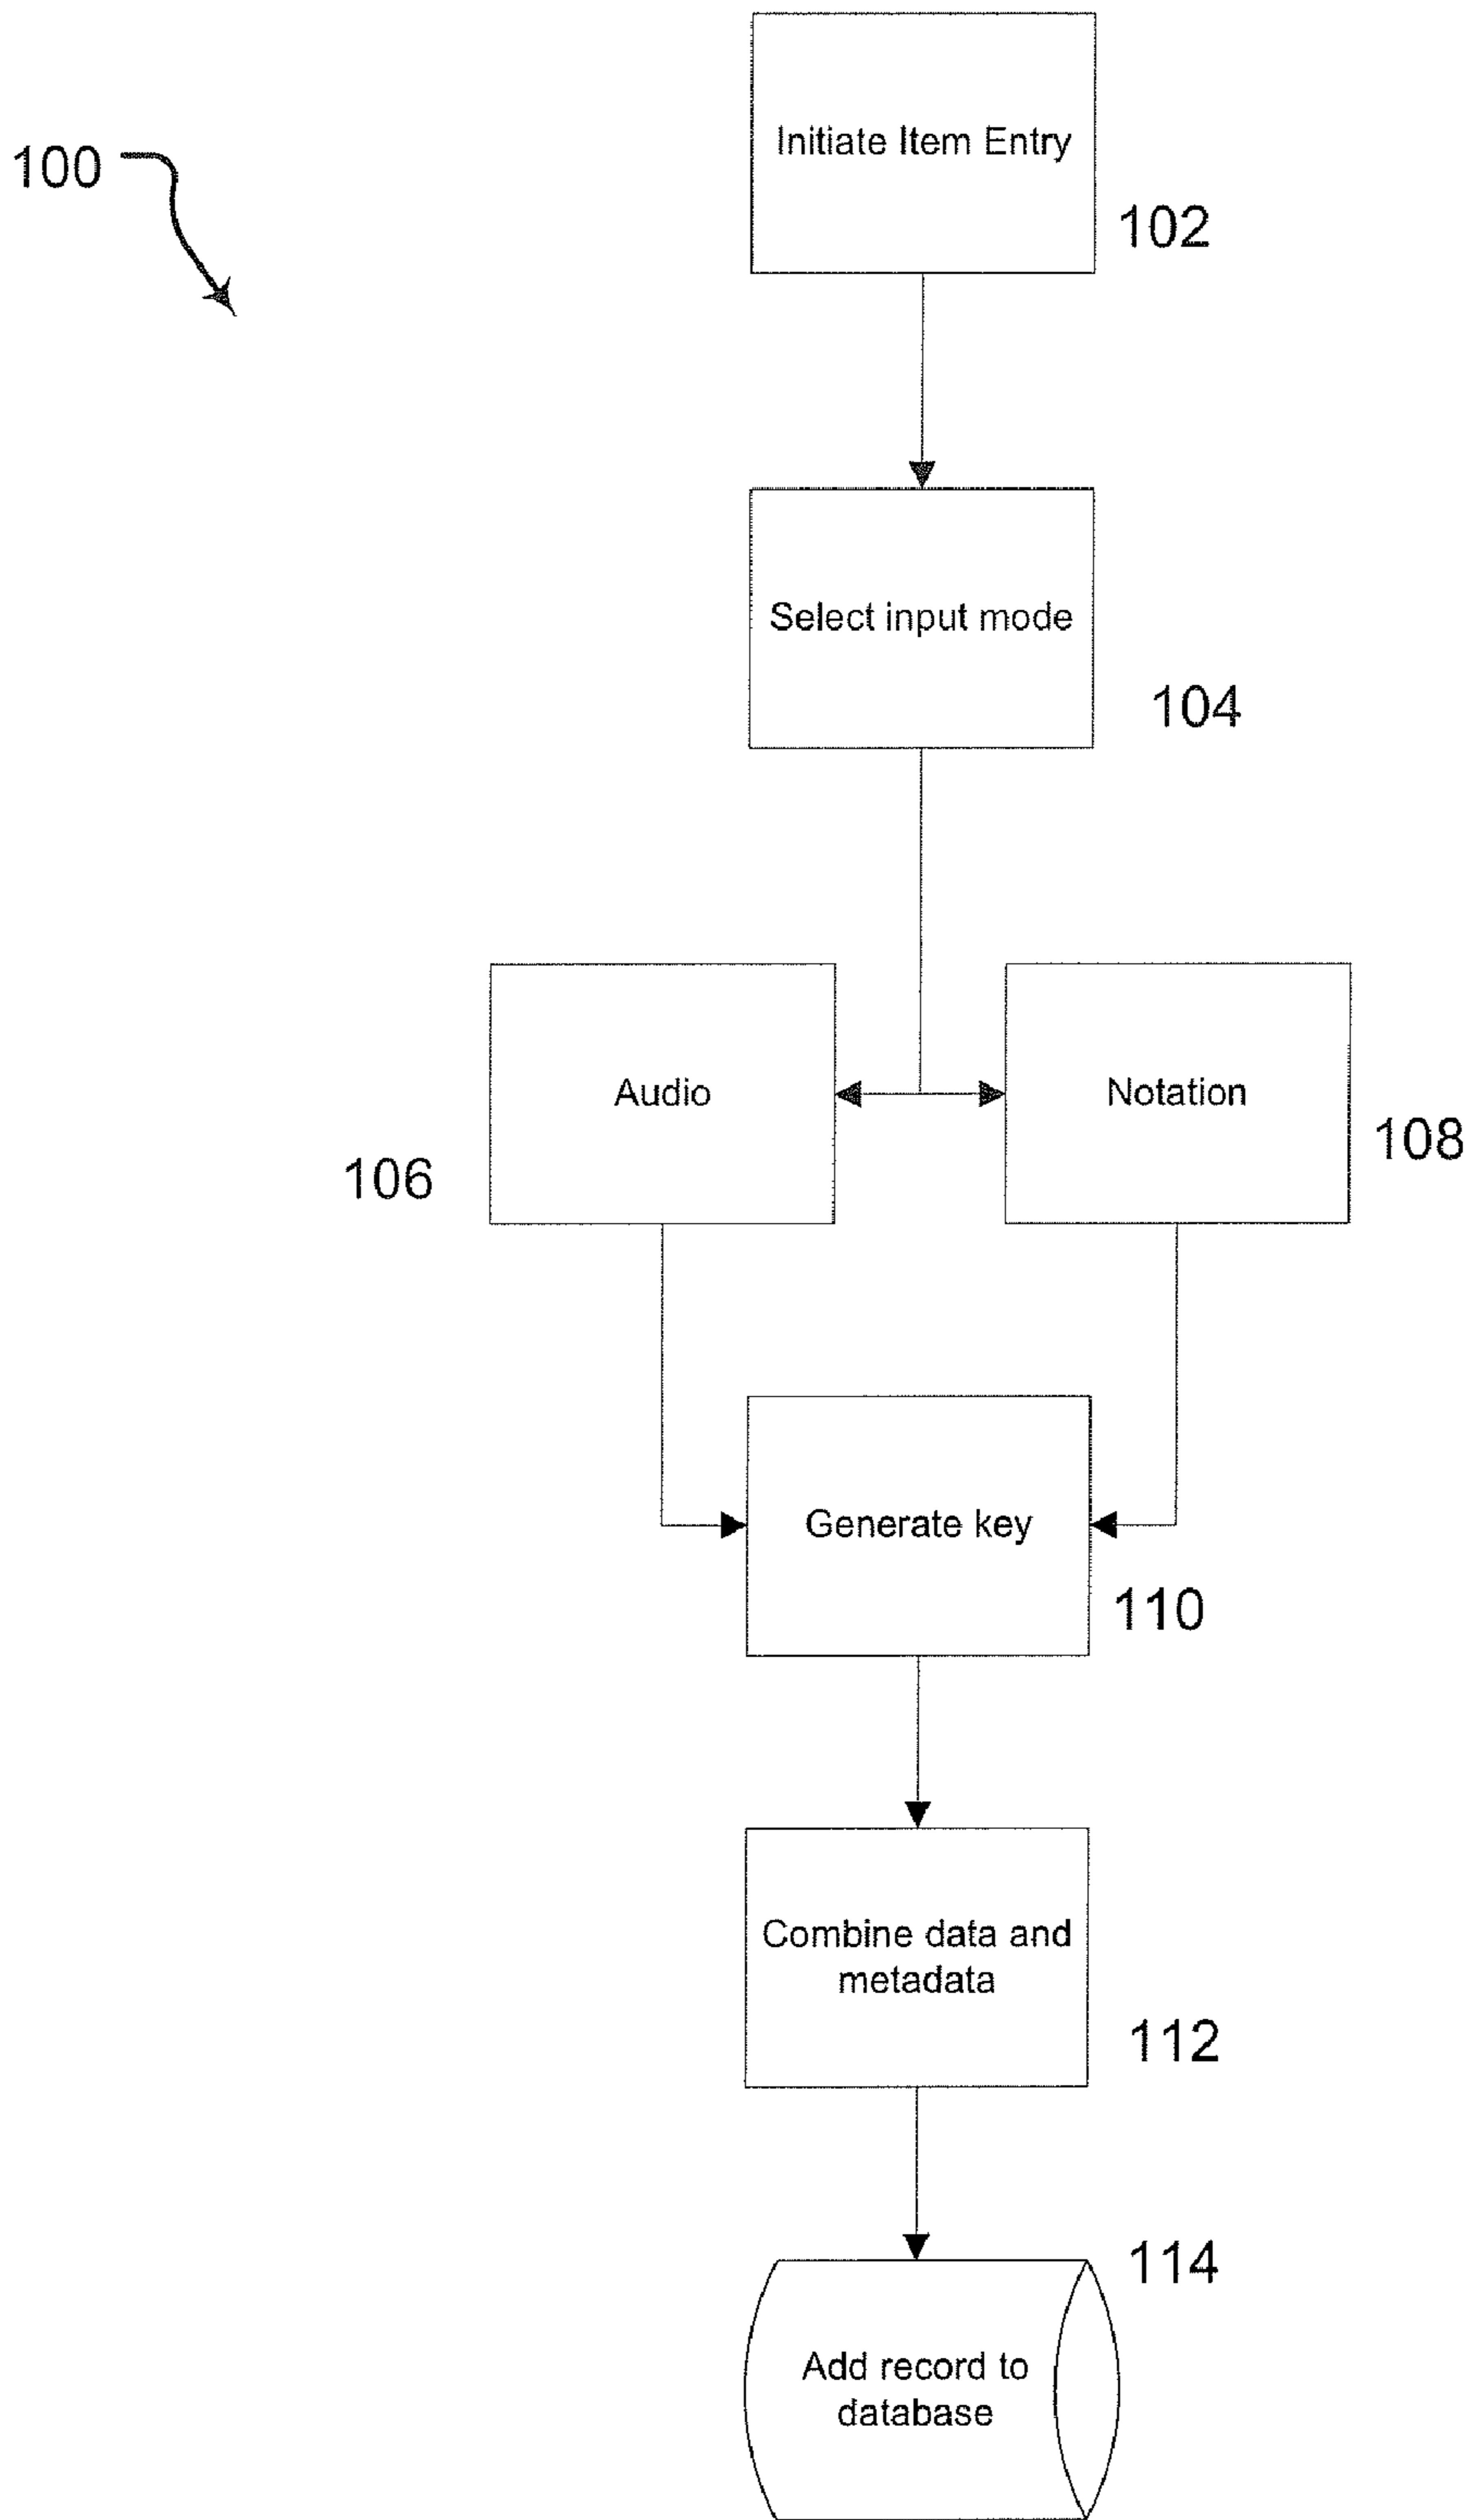 Initiate Item Entry
100
102
Select input mode
104
Audio
Notation
106
108
Generate key
110
Combine data and
metadata
112
114
Add record to
database